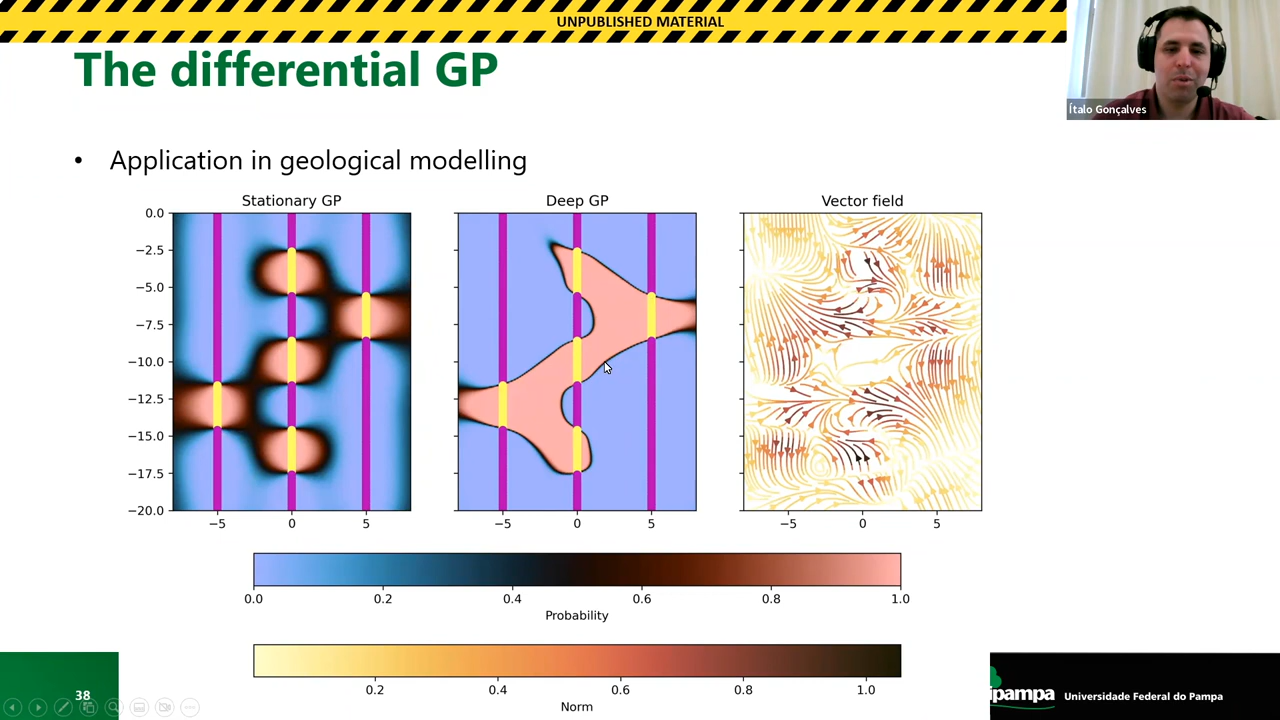 UNPUBLISHED MATERIAL
The differential GP
Ítalo Gonçalves
• Application in geological modelling
Stationary GP
Deep GP
Vector field
0.0
−2.5
−5.0
−7.5
−10.0
−12.5
−15.0
−17.5
−20.0
−5 0 5
−5 0 5
−5 0 5
0.0 0.2 0.4 0.6 0.8 1.0
Probability
0.2 0.4 0.6 0.8 1.0
Norm
38
ipampa
Universidade Federal do Pampa